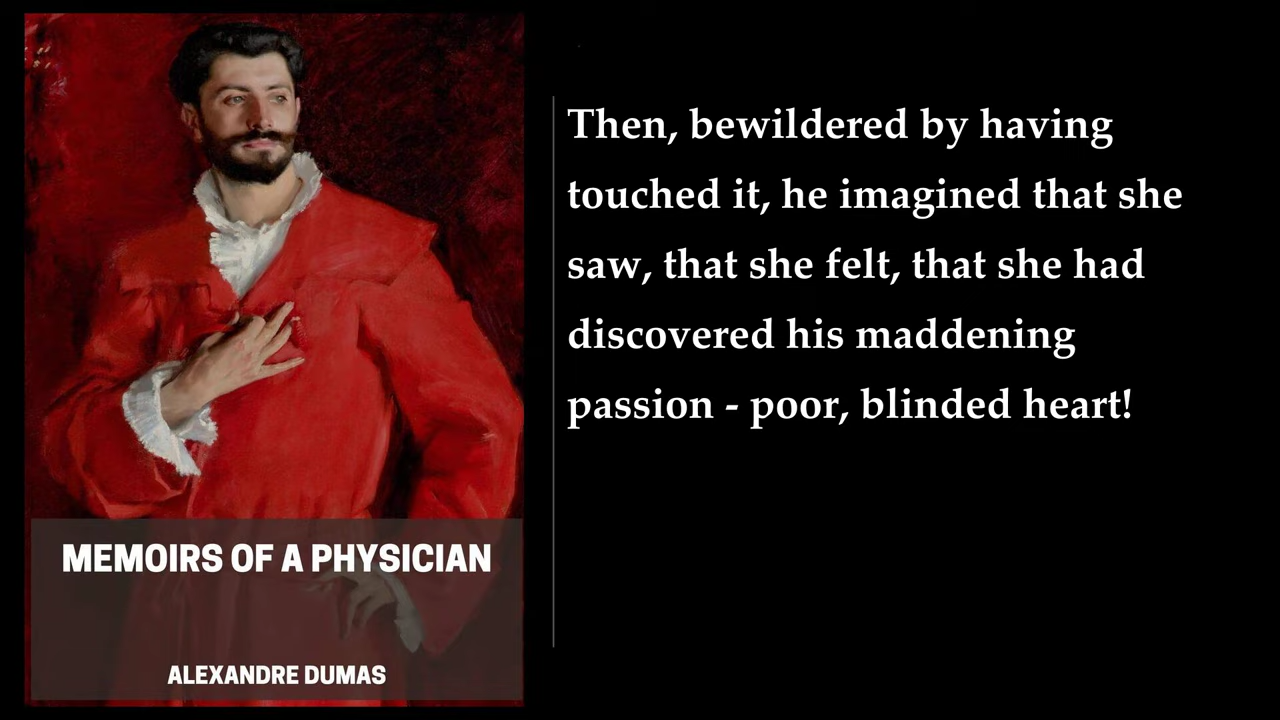 Then, bewildered by having
touched it, he imagined that she
saw, that she felt, that she had
discovered his maddening
passion - poor, blinded heart!
MEMOIRS OF A PHYSICIAN
ALEXANDRE DUMAS